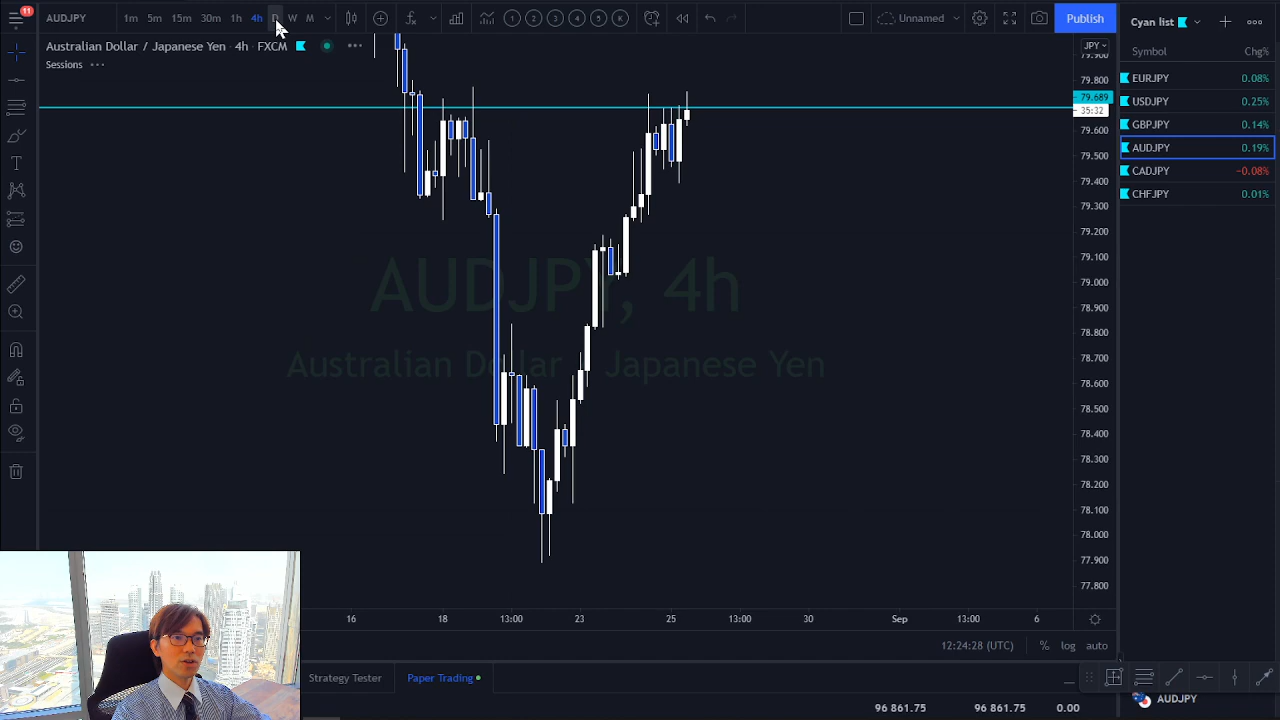 11
AUDJPY 1m 5m 15m 30m 1h 4h D W M
1 2 3 4 5 K
Unnamed
Publish
Australian Dollar / Japanese Yen · 4h · FXCM
Sessions
JPY
79.900
79.800
79.689
35:32
79.600
79.500
79.400
79.300
79.200
79.100
79.000
78.900
78.800
78.700
78.600
78.500
78.400
78.300
78.200
78.100
78.000
77.900
77.800
AUDJPY, 4h
Australian Dollar / Japanese Yen
16 18 13:00 23 25 13:00 30 Sep 13:00 6
12:24:28 (UTC) % log auto
Strategy Tester
Paper Trading
96 861.75 96 861.75 0.00
Cyan list
Symbol Chg%
EURJPY 0.08%
USDJPY 0.25%
GBPJPY 0.14%
AUDJPY 0.19%
CADJPY −0.08%
CHFJPY 0.01%
AUDJPY